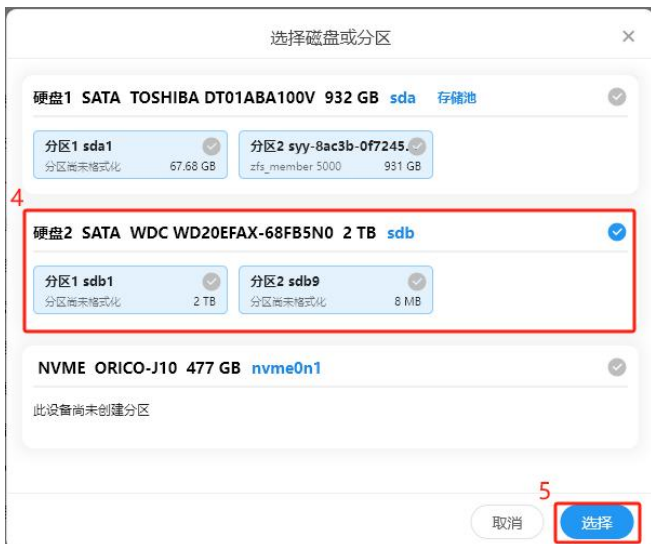 选择磁盘或分区
硬盘1 SATA TOSHIBA DT01ABA100V 932 GB sda 存储池
分区1 sda1
分区尚未格式化 67.68 GB
分区2 syy-8ac3b-0f7245...
zfs_member 5000 931 GB
4
硬盘2 SATA WDC WD20EFAX-68FB5N0 2 TB sdb
分区1 sdb1
分区尚未格式化 2 TB
分区2 sdb9
分区尚未格式化 8 MB
NVME ORICO-J10 477 GB nvme0n1
此设备尚未创建分区
5
取消 选择